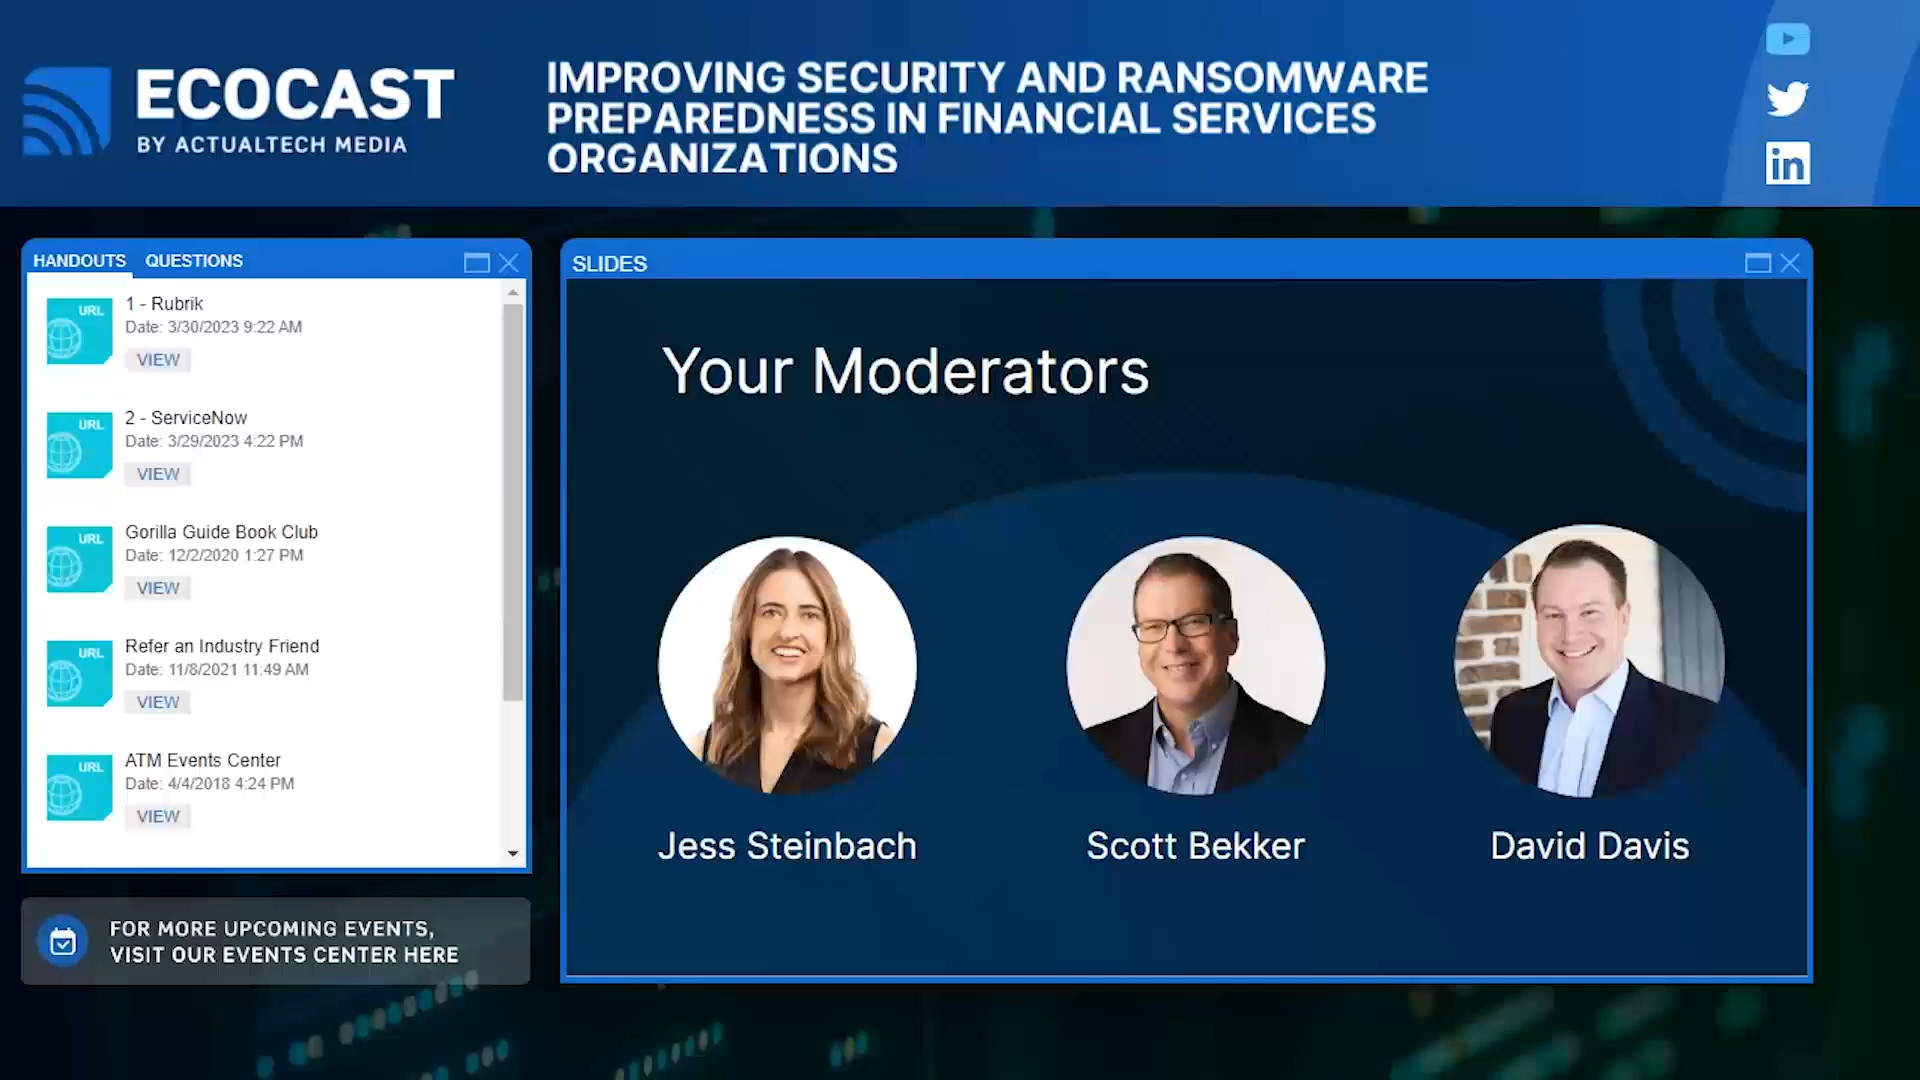 ECOCAST
BY ACTUALTECH MEDIA
IMPROVING SECURITY AND RANSOMWARE
PREPAREDNESS IN FINANCIAL SERVICES
ORGANIZATIONS
in
HANDOUTS
QUESTIONS
URL
1 - Rubrik
Date: 3/30/2023 9:22 AM
VIEW
URL
2 - ServiceNow
Date: 3/29/2023 4:22 PM
VIEW
URL
Gorilla Guide Book Club
Date: 12/2/2020 1:27 PM
VIEW
URL
Refer an Industry Friend
Date: 11/8/2021 11:49 AM
VIEW
URL
ATM Events Center
Date: 4/4/2018 4:24 PM
VIEW
FOR MORE UPCOMING EVENTS,
VISIT OUR EVENTS CENTER HERE
SLIDES
Your Moderators
Jess Steinbach
Scott Bekker
David Davis